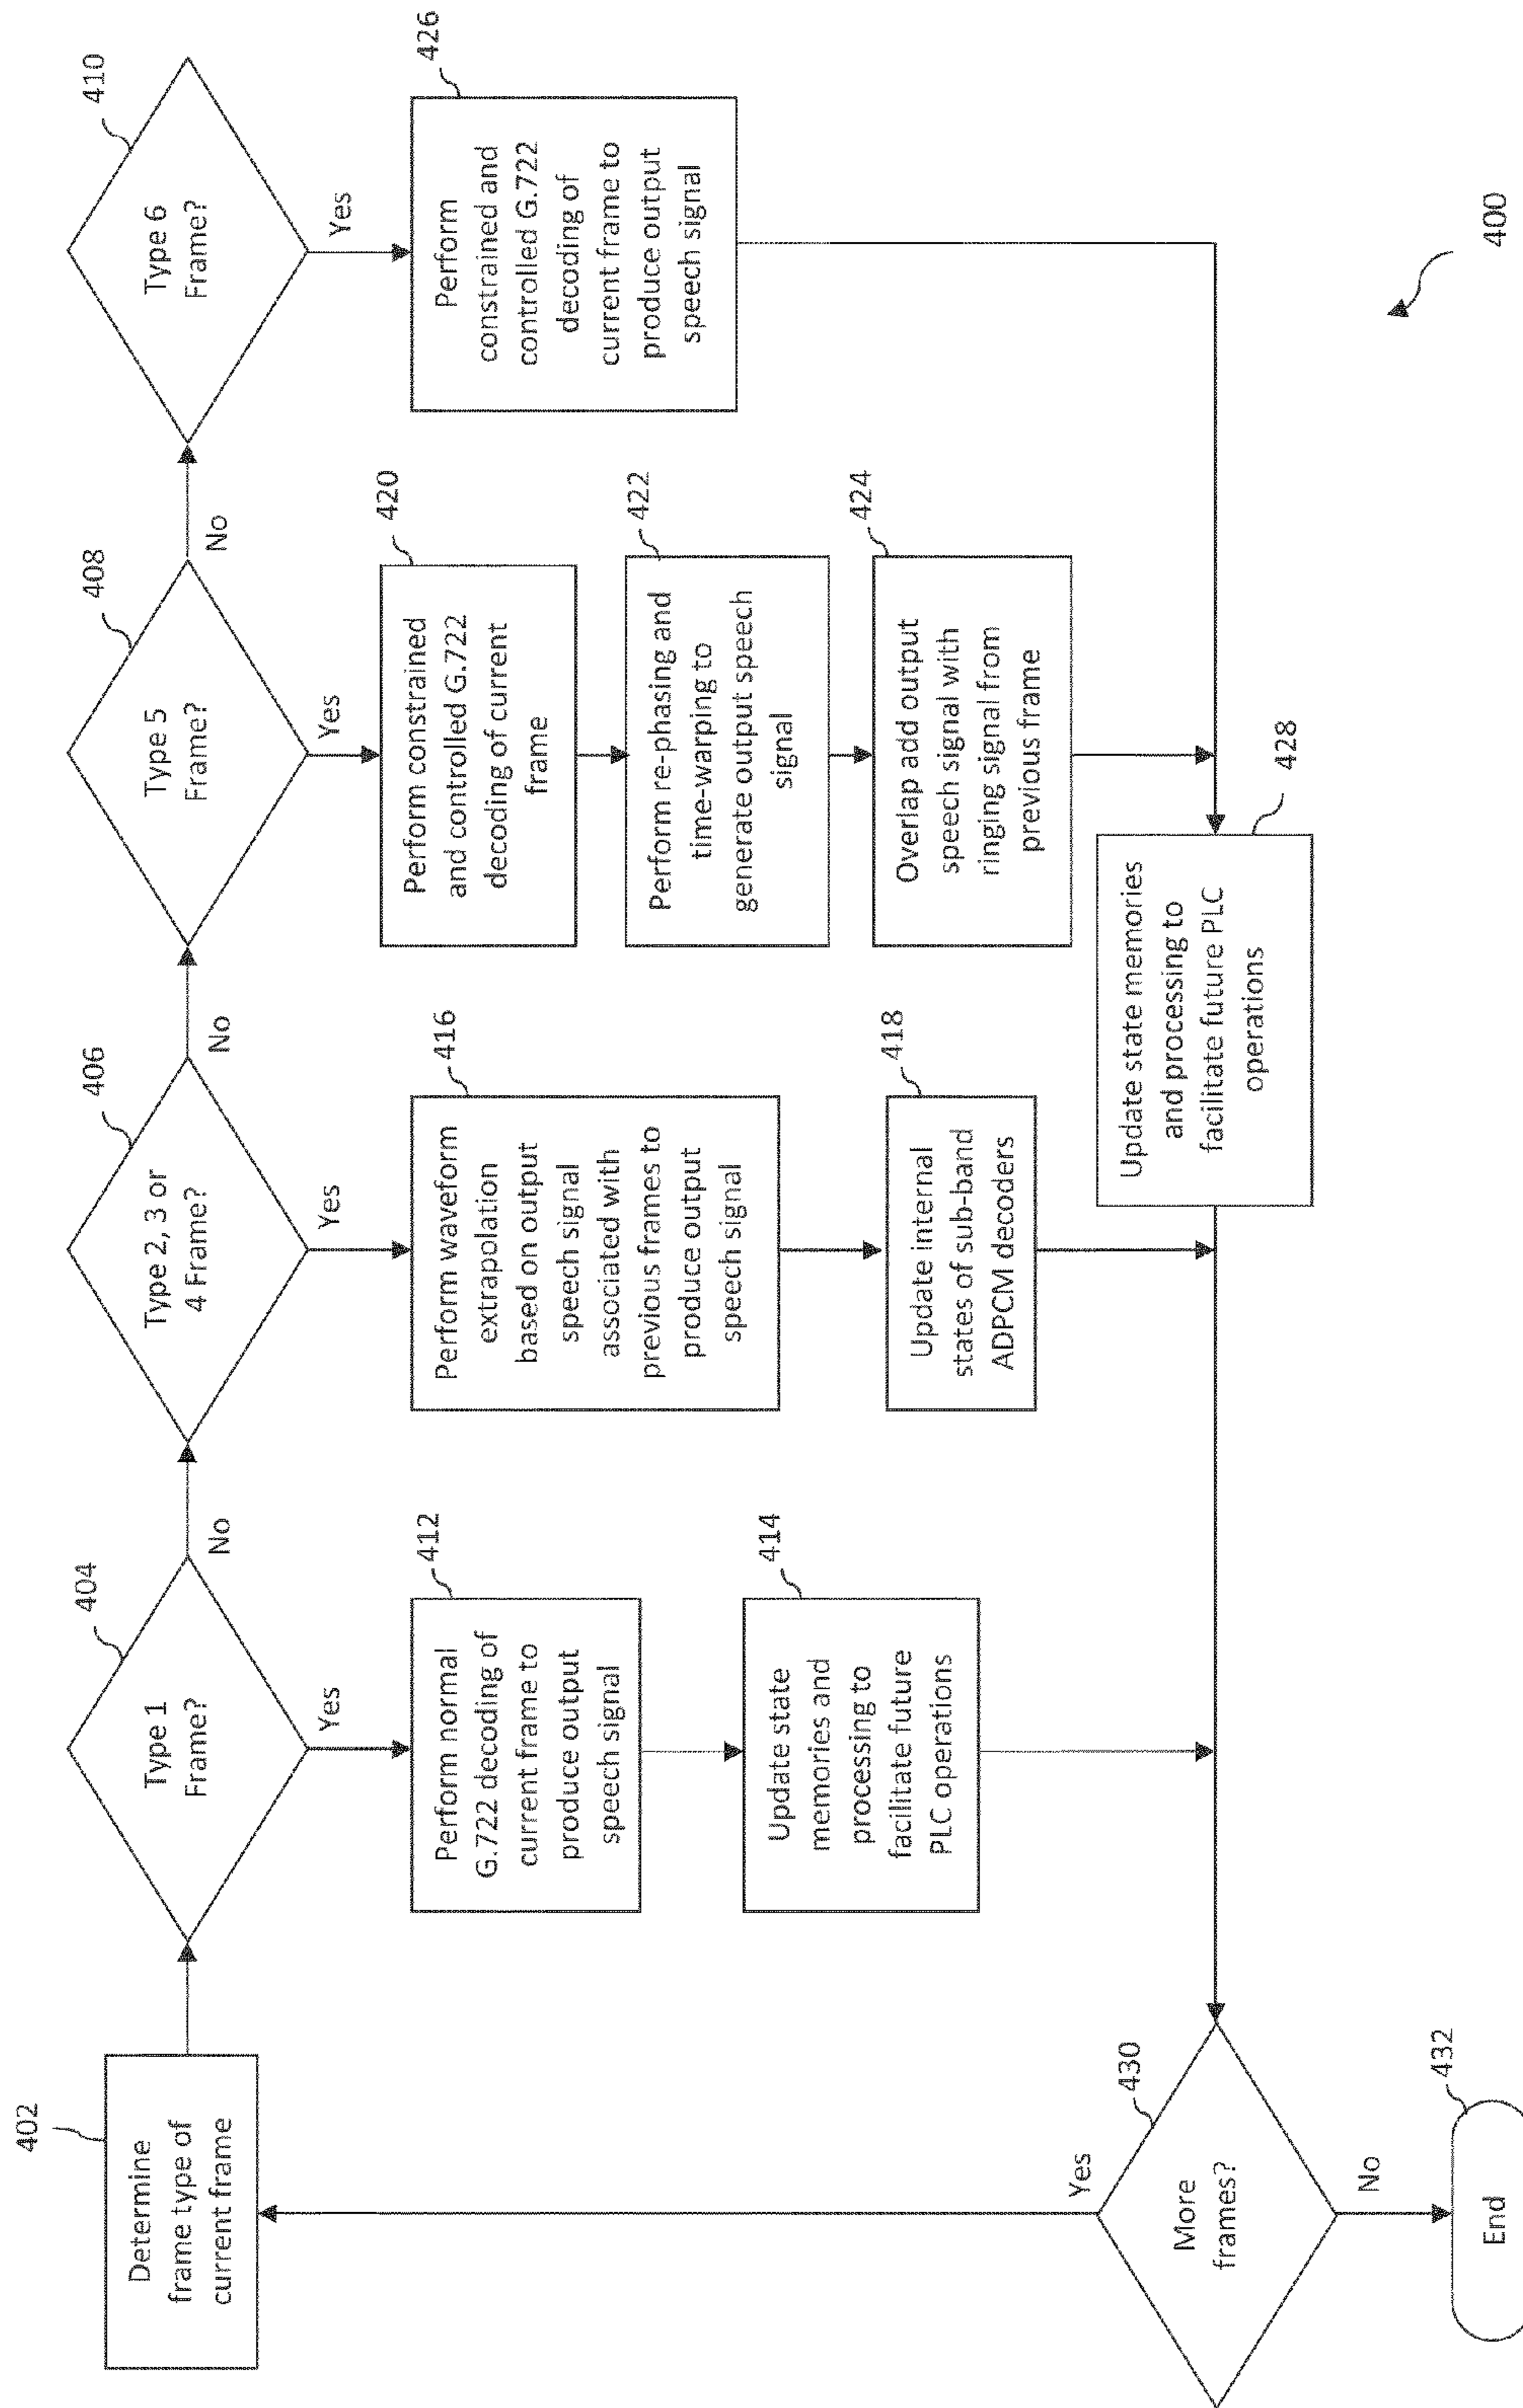 402
Determine
frame type of
current frame
404
Type 1
Frame?
Yes
No
406
Type 2, 3 or
4 Frame?
Yes
No
408
Type 5
Frame?
Yes
No
410
Type 6
Frame?
Yes
412
Perform normal
G.722 decoding of
current frame to
produce output
speech signal
414
Update state
memories and
processing to
facilitate future
PLC operations
416
Perform waveform
extrapolation
based on output
speech signal
associated with
previous frames to
produce output
speech signal
418
Update internal
states of sub-band
ADPCM decoders
420
Perform constrained
and controlled G.722
decoding of current
frame
422
Perform re-phasing and
time-warping to
generate output speech
signal
424
Overlap add output
speech signal with
ringing signal from
previous frame
426
Perform
constrained and
controlled G.722
decoding of
current frame to
produce output
speech signal
428
Update state memories
and processing to
facilitate future PLC
operations
430
More
frames?
Yes
No
432
End
400